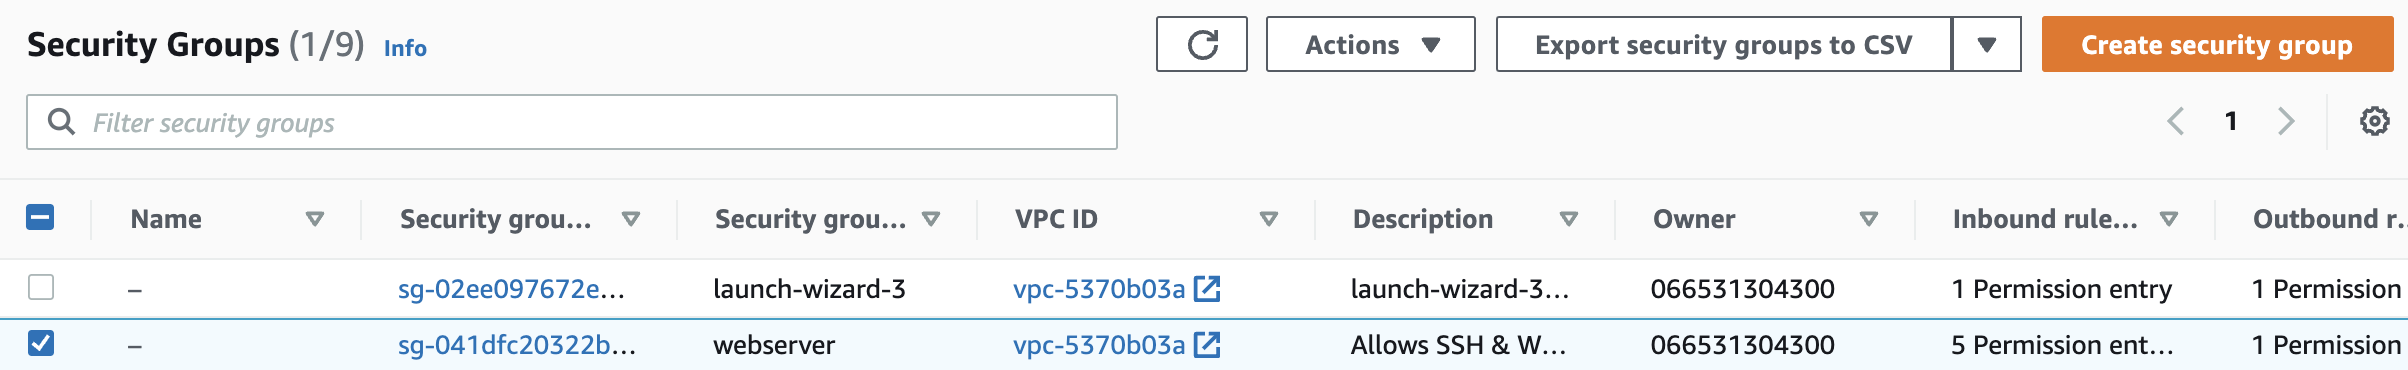 Security Groups (1/9) Info Actions Export security groups to CSV Create security group
Filter security groups 1
Name Security grou... Security grou... VPC ID Description Owner Inbound rule... Outbound r..
– sg-02ee097672e... launch-wizard-3 vpc-5370b03a launch-wizard-3... 066531304300 1 Permission entry 1 Permission
– sg-041dfc20322b... webserver vpc-5370b03a Allows SSH & W... 066531304300 5 Permission ent... 1 Permission